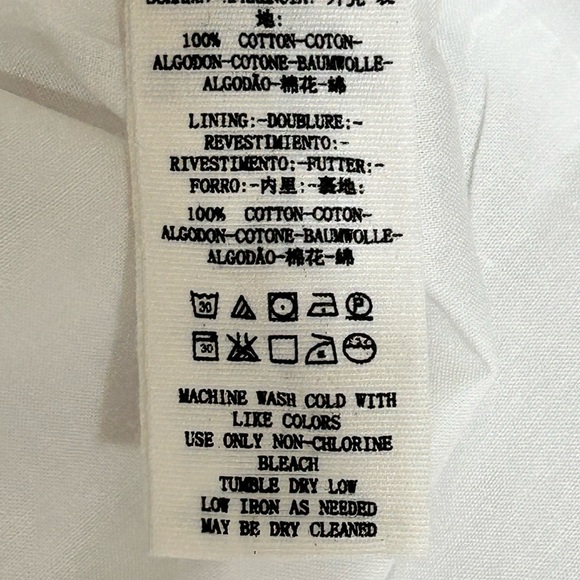 地:
100% COTTON-COTON-
ALGODON-COTONE-BAUMWOLLE-
ALGODÃO-棉花-綿
LINING:-DOUBLURE:-
REVESTIMIENTO:-
RIVESTIMENTO:-FUTTER:-
FORRO:-内里:-裏地:
100% COTTON-COTON-
ALGODON-COTONE-BAUMWOLLE-
ALGODÃO-棉花-綿
30 P
30
MACHINE WASH COLD WITH
LIKE COLORS
USE ONLY NON-CHLORINE
BLEACH
TUMBLE DRY LOW
LOW IRON AS NEEDED
MAY BE DRY CLEANED